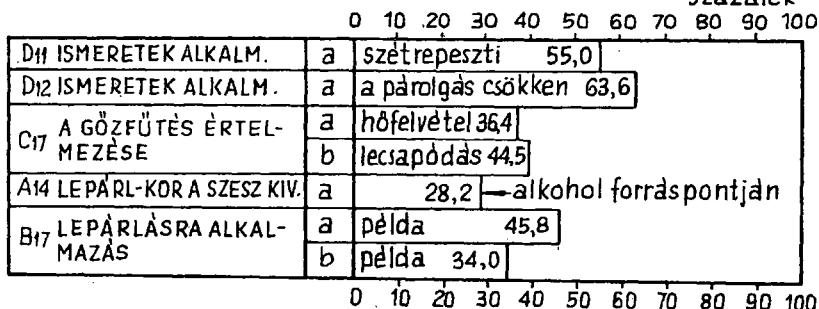 százalék
0 10 20 30 40 50 60 70 80 90 100
D11 ISMERETEK ALKALM. a szétrepeszti 55,0
D12 ISMERETEK ALKALM. a a párolgás csökken 63,6
C17 A GŐZFŰTÉS ÉRTEL-
MEZÉSE
a hőfelvétel 36,4
b lecsapódás 44,5
A14 LEPÁRL-KOR A SZESZ KIV. a 28,2 alkohol forráspontján
B17 LEPÁRLÁSRA ALKAL-
MAZÁS
a példa 45,8
b példa 34,0
0 10 20 30 40 50 60 70 80 90 100